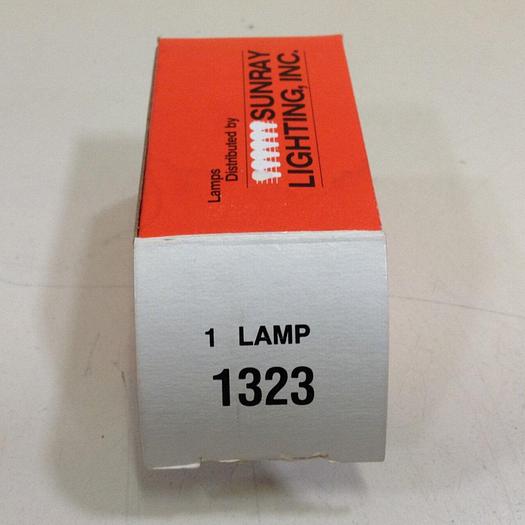 Lamps
Distributed by
SUNRAY
LIGHTING, INC.
1 LAMP
1323